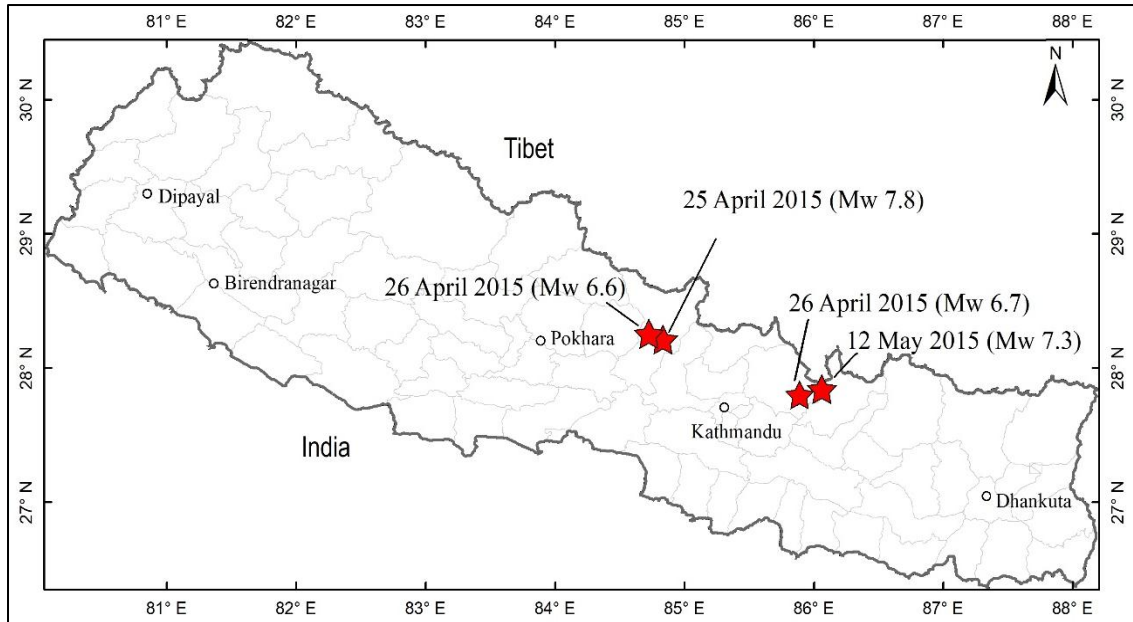 81° E 82° E 83° E 84° E 85° E 86° E 87° E 88° E
N
30° N 30° N
Tibet
Dipayal
25 April 2015 (Mw 7.8)
29° N 29° N
Birendranagar
26 April 2015 (Mw 6.6)
26 April 2015 (Mw 6.7)
Pokhara
12 May 2015 (Mw 7.3)
28° N 28° N
Kathmandu
India
27° N 27° N
Dhankuta
81° E 82° E 83° E 84° E 85° E 86° E 87° E 88° E